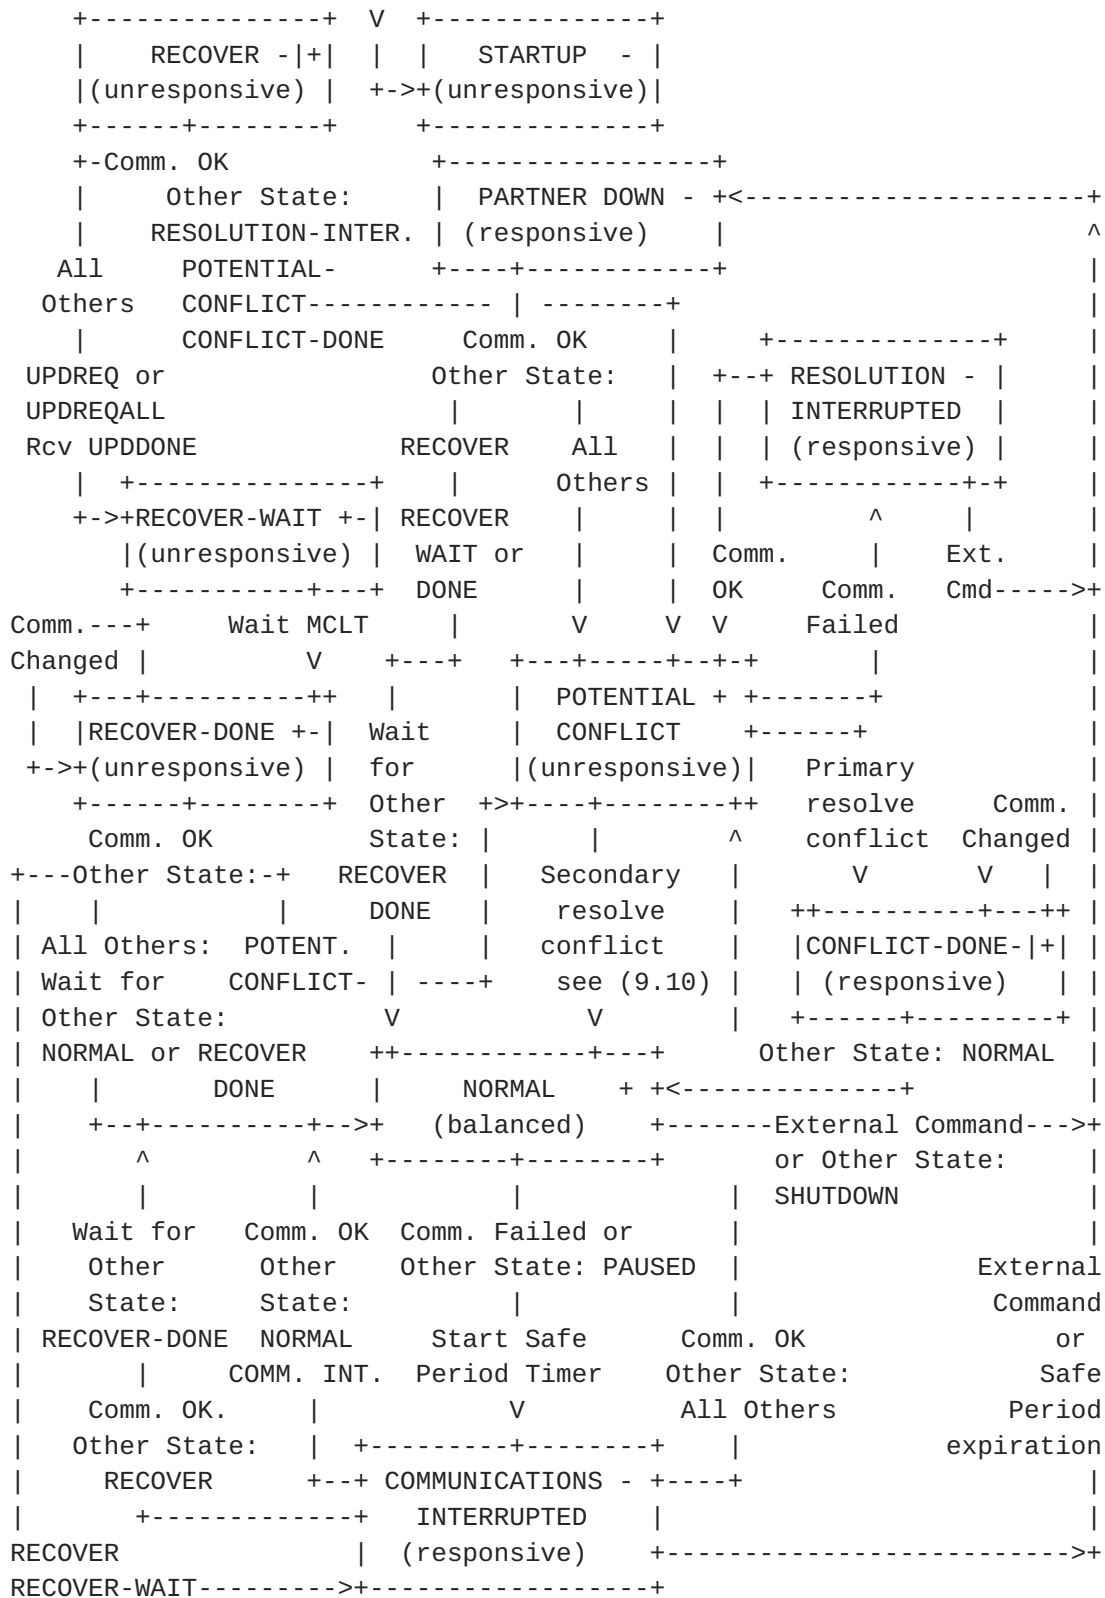 +---------------+  V  +--------------+
    |    RECOVER -|+|  |  |   STARTUP  - |
    |(unresponsive) |  +->+(unresponsive)|
    +------+--------+     +--------------+
    +-Comm. OK             +-----------------+
    |     Other State:     |  PARTNER DOWN - +<----------------------+
    |    RESOLUTION-INTER. | (responsive)    |                       ^
   All     POTENTIAL-      +----+------------+                       |
  Others   CONFLICT------------ | --------+                          |
    |      CONFLICT-DONE     Comm. OK     |     +--------------+     |
 UPDREQ or                 Other State:   |  +--+ RESOLUTION - |     |
 UPDREQALL                  |       |     |  |  | INTERRUPTED  |     |
 Rcv UPDDONE             RECOVER    All   |  |  | (responsive) |     |
    |  +---------------+    |      Others |  |  +------------+-+     |
    +->+RECOVER-WAIT +-| RECOVER    |     |  |         ^     |       |
       |(unresponsive) |  WAIT or   |     |  Comm.     |    Ext.     |
       +-----------+---+  DONE      |     |  OK     Comm.   Cmd----->+
Comm.---+     Wait MCLT     |       V     V  V     Failed            |
Changed |          V    +---+   +---+-----+--+-+       |             |
 |  +---+----------++   |       |  POTENTIAL + +-------+             |
 |  |RECOVER-DONE +-|  Wait     |  CONFLICT    +------+              |
 +->+(unresponsive) |  for      |(unresponsive)|   Primary           |
    +------+--------+  Other  +>+----+--------++   resolve     Comm. |
     Comm. OK          State: |      |        ^    conflict  Changed |
+---Other State:-+   RECOVER  |   Secondary   |       V       V   |  |
|    |           |     DONE   |    resolve    |   ++----------+---++ |
| All Others:  POTENT.  |     |   conflict    |   |CONFLICT-DONE-|+| |
| Wait for    CONFLICT- | ----+    see (9.10) |   | (responsive)   | |
| Other State:          V            V        |   +------+---------+ |
| NORMAL or RECOVER    ++------------+---+      Other State: NORMAL  |
|    |       DONE      |     NORMAL    + +<--------------+           |
|    +--+----------+-->+   (balanced)    +-------External Command--->+
|       ^          ^   +--------+--------+       or Other State:     |
|       |          |            |             |  SHUTDOWN            |
|   Wait for   Comm. OK  Comm. Failed or      |                      |
|    Other      Other    Other State: PAUSED  |               External
|    State:     State:          |             |                Command
| RECOVER-DONE  NORMAL     Start Safe      Comm. OK                or
|       |     COMM. INT.  Period Timer    Other State:            Safe
|    Comm. OK.     |            V          All Others           Period
|   Other State:   |  +---------+--------+    |             expiration
|     RECOVER      +--+ COMMUNICATIONS - +----+                      |
|       +-------------+   INTERRUPTED    |                           |
RECOVER               |  (responsive)    +-------------------------->+
RECOVER-WAIT--------->+------------------+